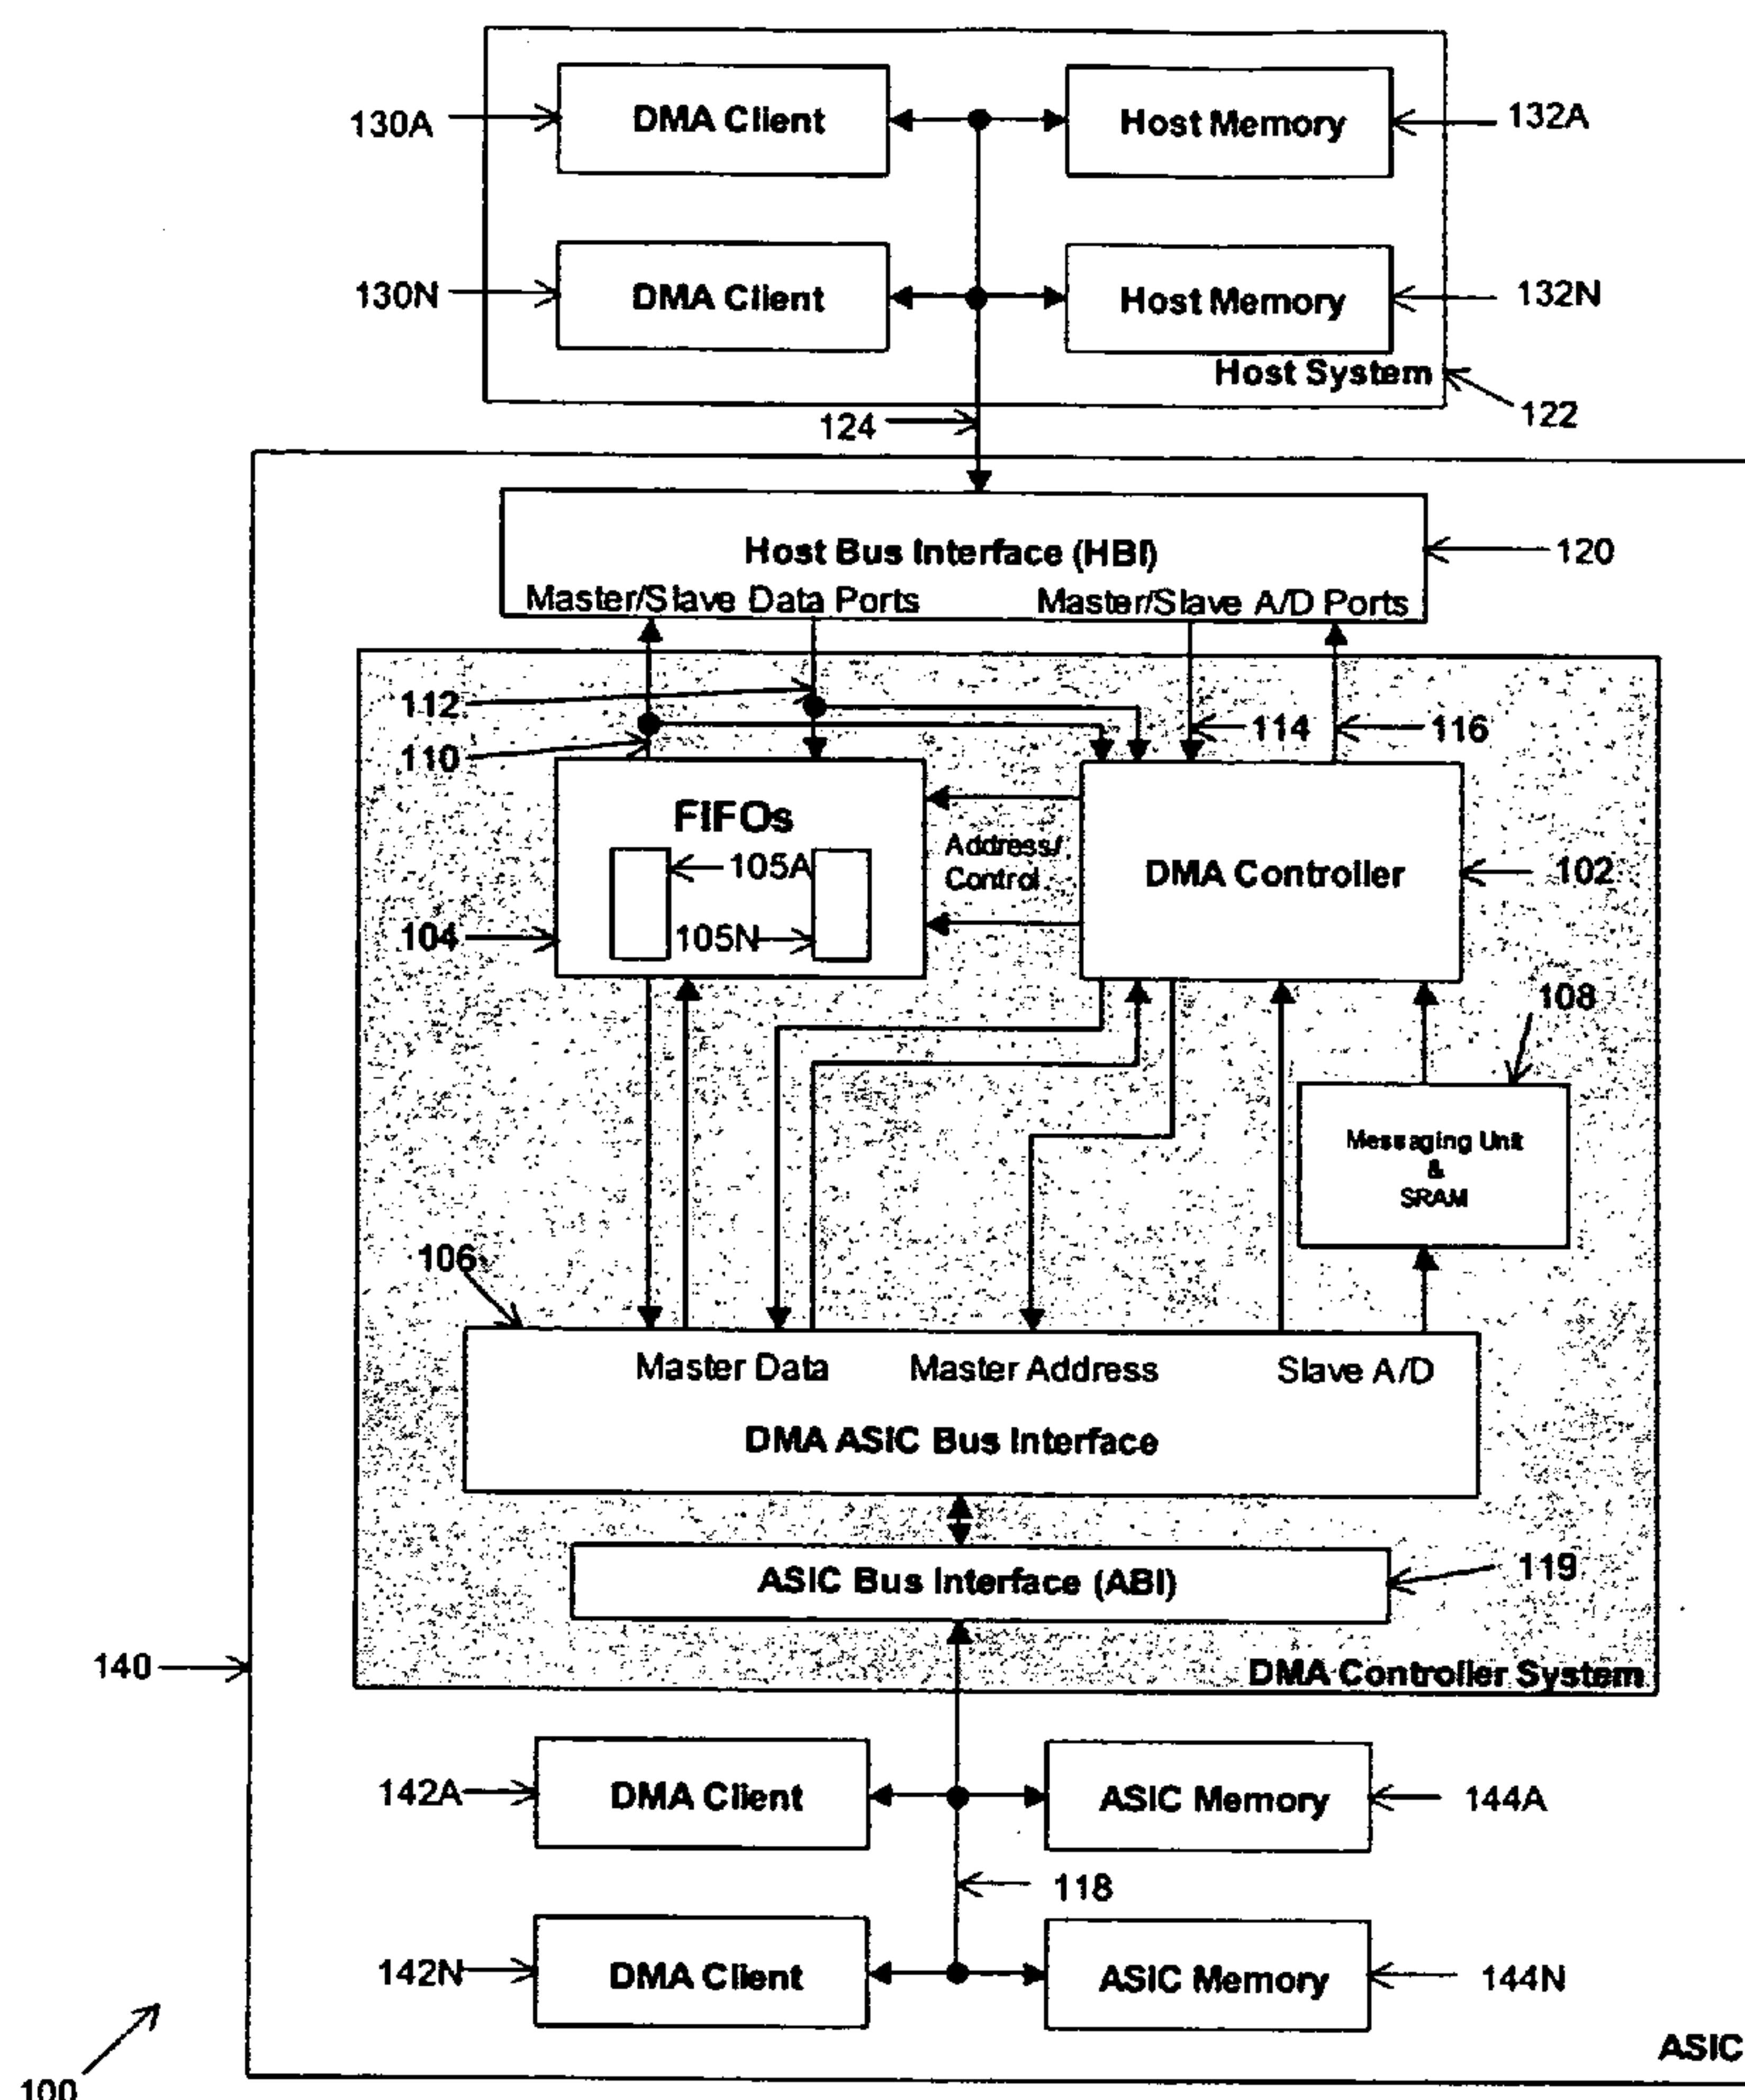 130A
DMA Client
Host Memory
132A
130N
DMA Client
Host Memory
132N
Host System
122
124
Host Bus Interface (HBI)
120
Master/Slave Data Ports
Master/Slave A/D Ports
112
110
114
116
FIFOs
105A
105N
104
Address/
Control
DMA Controller
102
108
Messaging Unit
&
SRAM
106
Master Data
Master Address
Slave A/D
DMA ASIC Bus Interface
ASIC Bus Interface (ABI)
119
140
DMA Controller System
142A
DMA Client
ASIC Memory
144A
118
142N
DMA Client
ASIC Memory
144N
ASIC
100